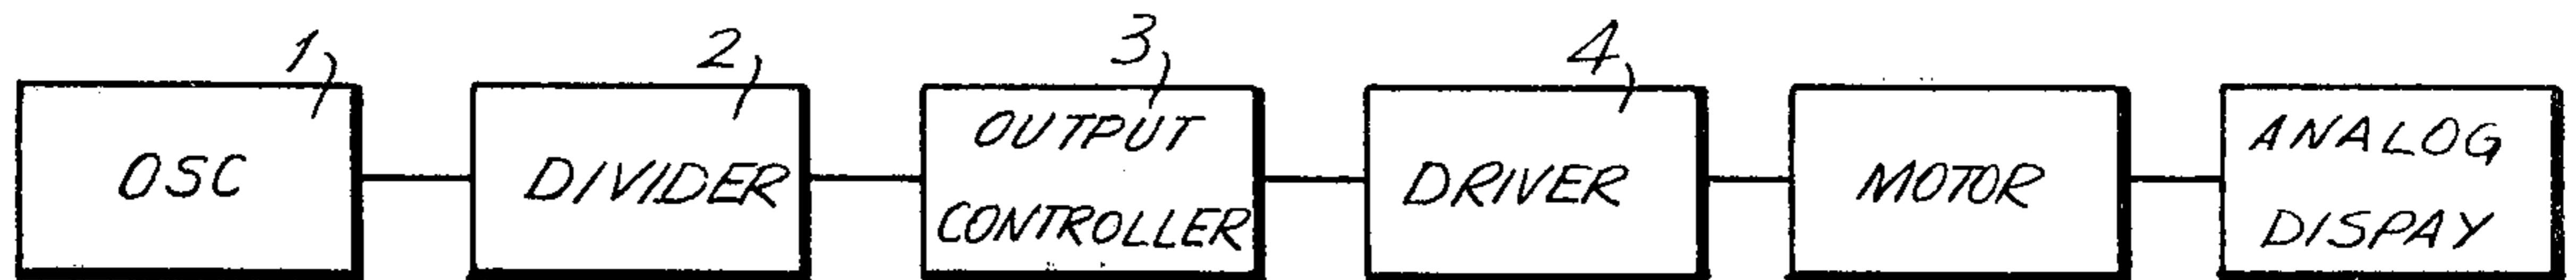 1
2
3
4
OSC
DIVIDER
OUTPUT
CONTROLLER
DRIVER
MOTOR
ANALOG
DISPAY